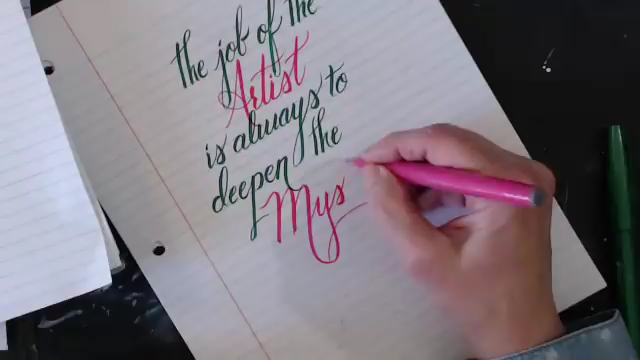 the job of the
Artist
is always to
deepen the
Mys